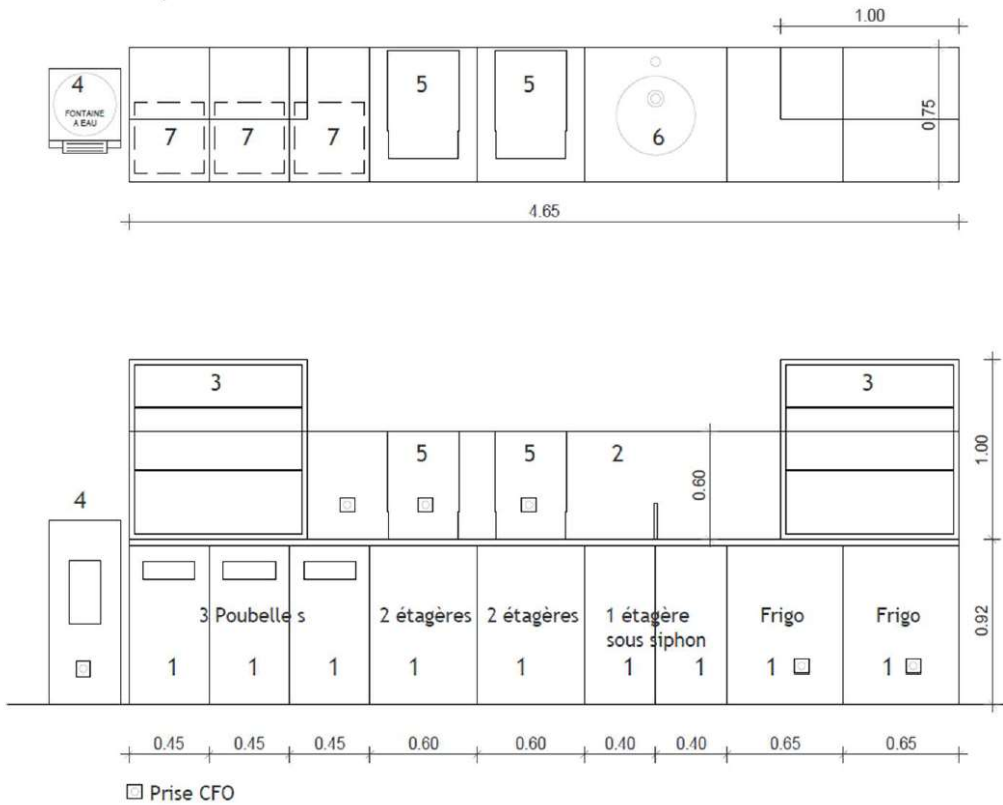 1.00
4
FONTAINE
A EAU
7 7 7 5 5 6
0.75
4.65
3 3
5 5 2
1.00
0.60
4
3 Poubelle s 2 étagères 2 étagères 1 étagère Frigo Frigo
sous siphon
0.92
1 1 1 1 1 1 1 1 1
0.45 0.45 0.45 0.60 0.60 0.40 0.40 0.65 0.65
Prise CFO